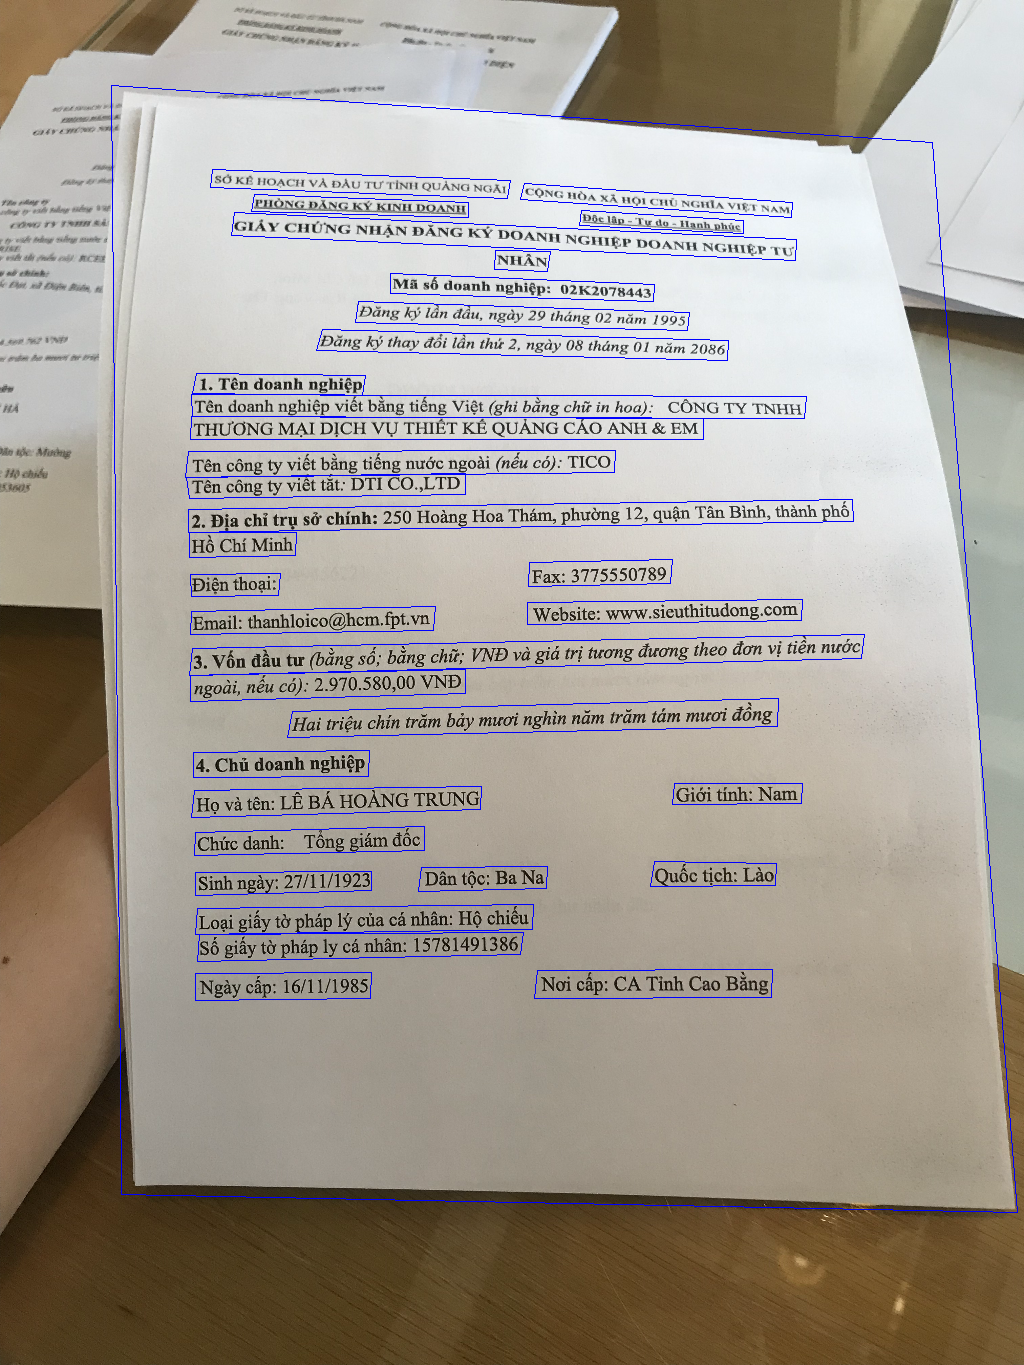 SỞ KẾ HOẠCH VÀ ĐẦU TƯ TỈNH QUẢNG NGÃI
CỘNG HÒA XÃ HỘI CHỦ NGHĨA VIỆT NAM
PHÒNG ĐĂNG KÝ KINH DOANH
Độc lập - Tự do - Hạnh phúc
GIẤY CHỨNG NHẬN ĐĂNG KÝ DOANH NGHIỆP DOANH NGHIỆP TƯ
NHÂN
Mã số doanh nghiệp: 02K2078443
Đăng ký lần đầu, ngày 29 tháng 02 năm 1995
Đăng ký thay đổi lần thứ 2, ngày 08 tháng 01 năm 2086
1. Tên doanh nghiệp
Tên doanh nghiệp viết bằng tiếng Việt (ghi bằng chữ in hoa): CÔNG TY TNHH
THƯƠNG MẠI DỊCH VỤ THIẾT KẾ QUẢNG CÁO ANH & EM
Tên công ty viết bằng tiếng nước ngoài (nếu có): TICO
Tên công ty viết tắt: DTI CO.,LTD
2. Địa chỉ trụ sở chính: 250 Hoàng Hoa Thám, phường 12, quận Tân Bình, thành phố
Hồ Chí Minh
Điện thoại:
Fax: 3775550789
Email: thanhloico@hcm.fpt.vn
Website: www.sieuthitudong.com
3. Vốn đầu tư (bằng số; bằng chữ; VNĐ và giá trị tương đương theo đơn vị tiền nước
ngoài, nếu có): 2.970.580,00 VNĐ
Hai triệu chín trăm bảy mươi nghìn năm trăm tám mươi đồng
4. Chủ doanh nghiệp
Họ và tên: LÊ BÁ HOÀNG TRUNG
Giới tính: Nam
Chức danh: Tổng giám đốc
Sinh ngày: 27/11/1923
Dân tộc: Ba Na
Quốc tịch: Lào
Loại giấy tờ pháp lý của cá nhân: Hộ chiếu
Số giấy tờ pháp ly cá nhân: 15781491386
Ngày cấp: 16/11/1985
Nơi cấp: CA Tỉnh Cao Bằng